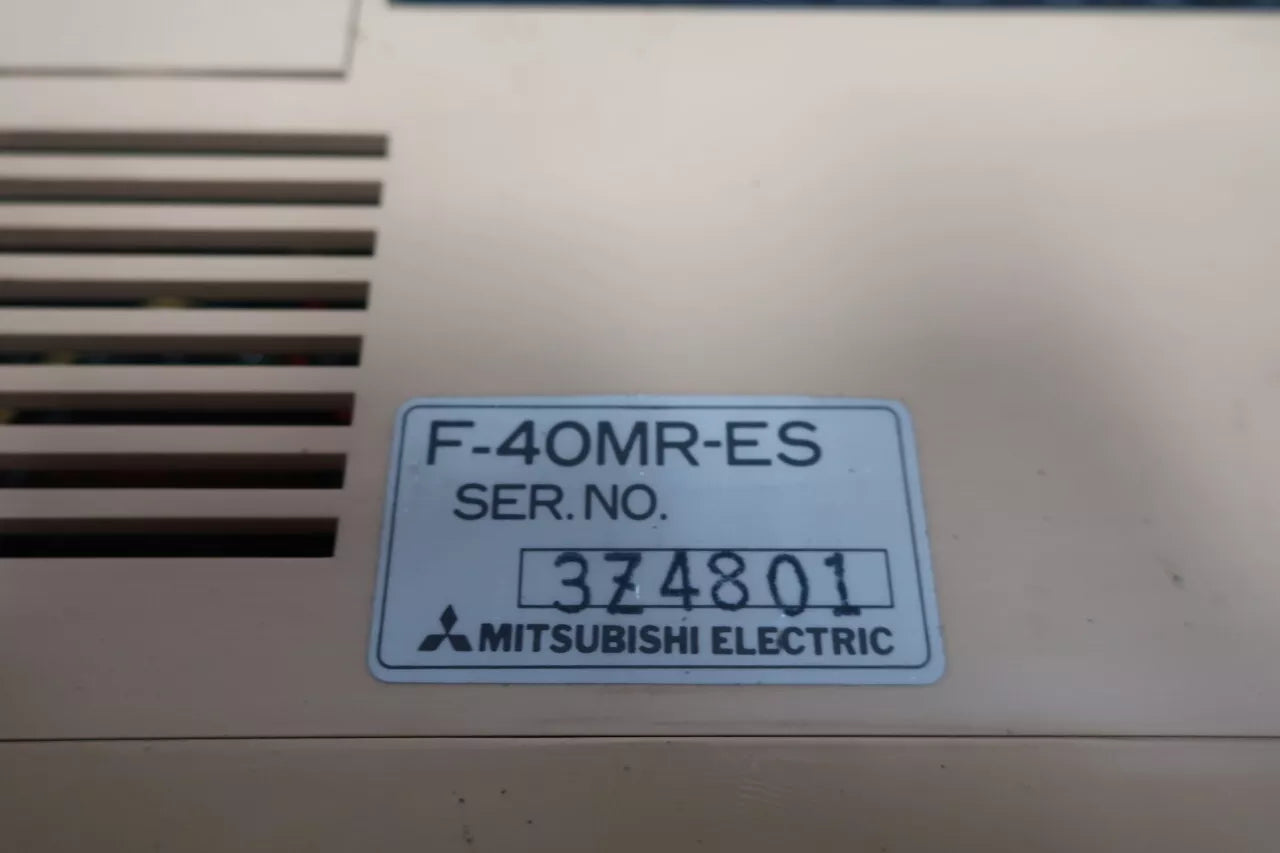 F-40MR-ES
SER. NO.
3Z4801
MITSUBISHI ELECTRIC